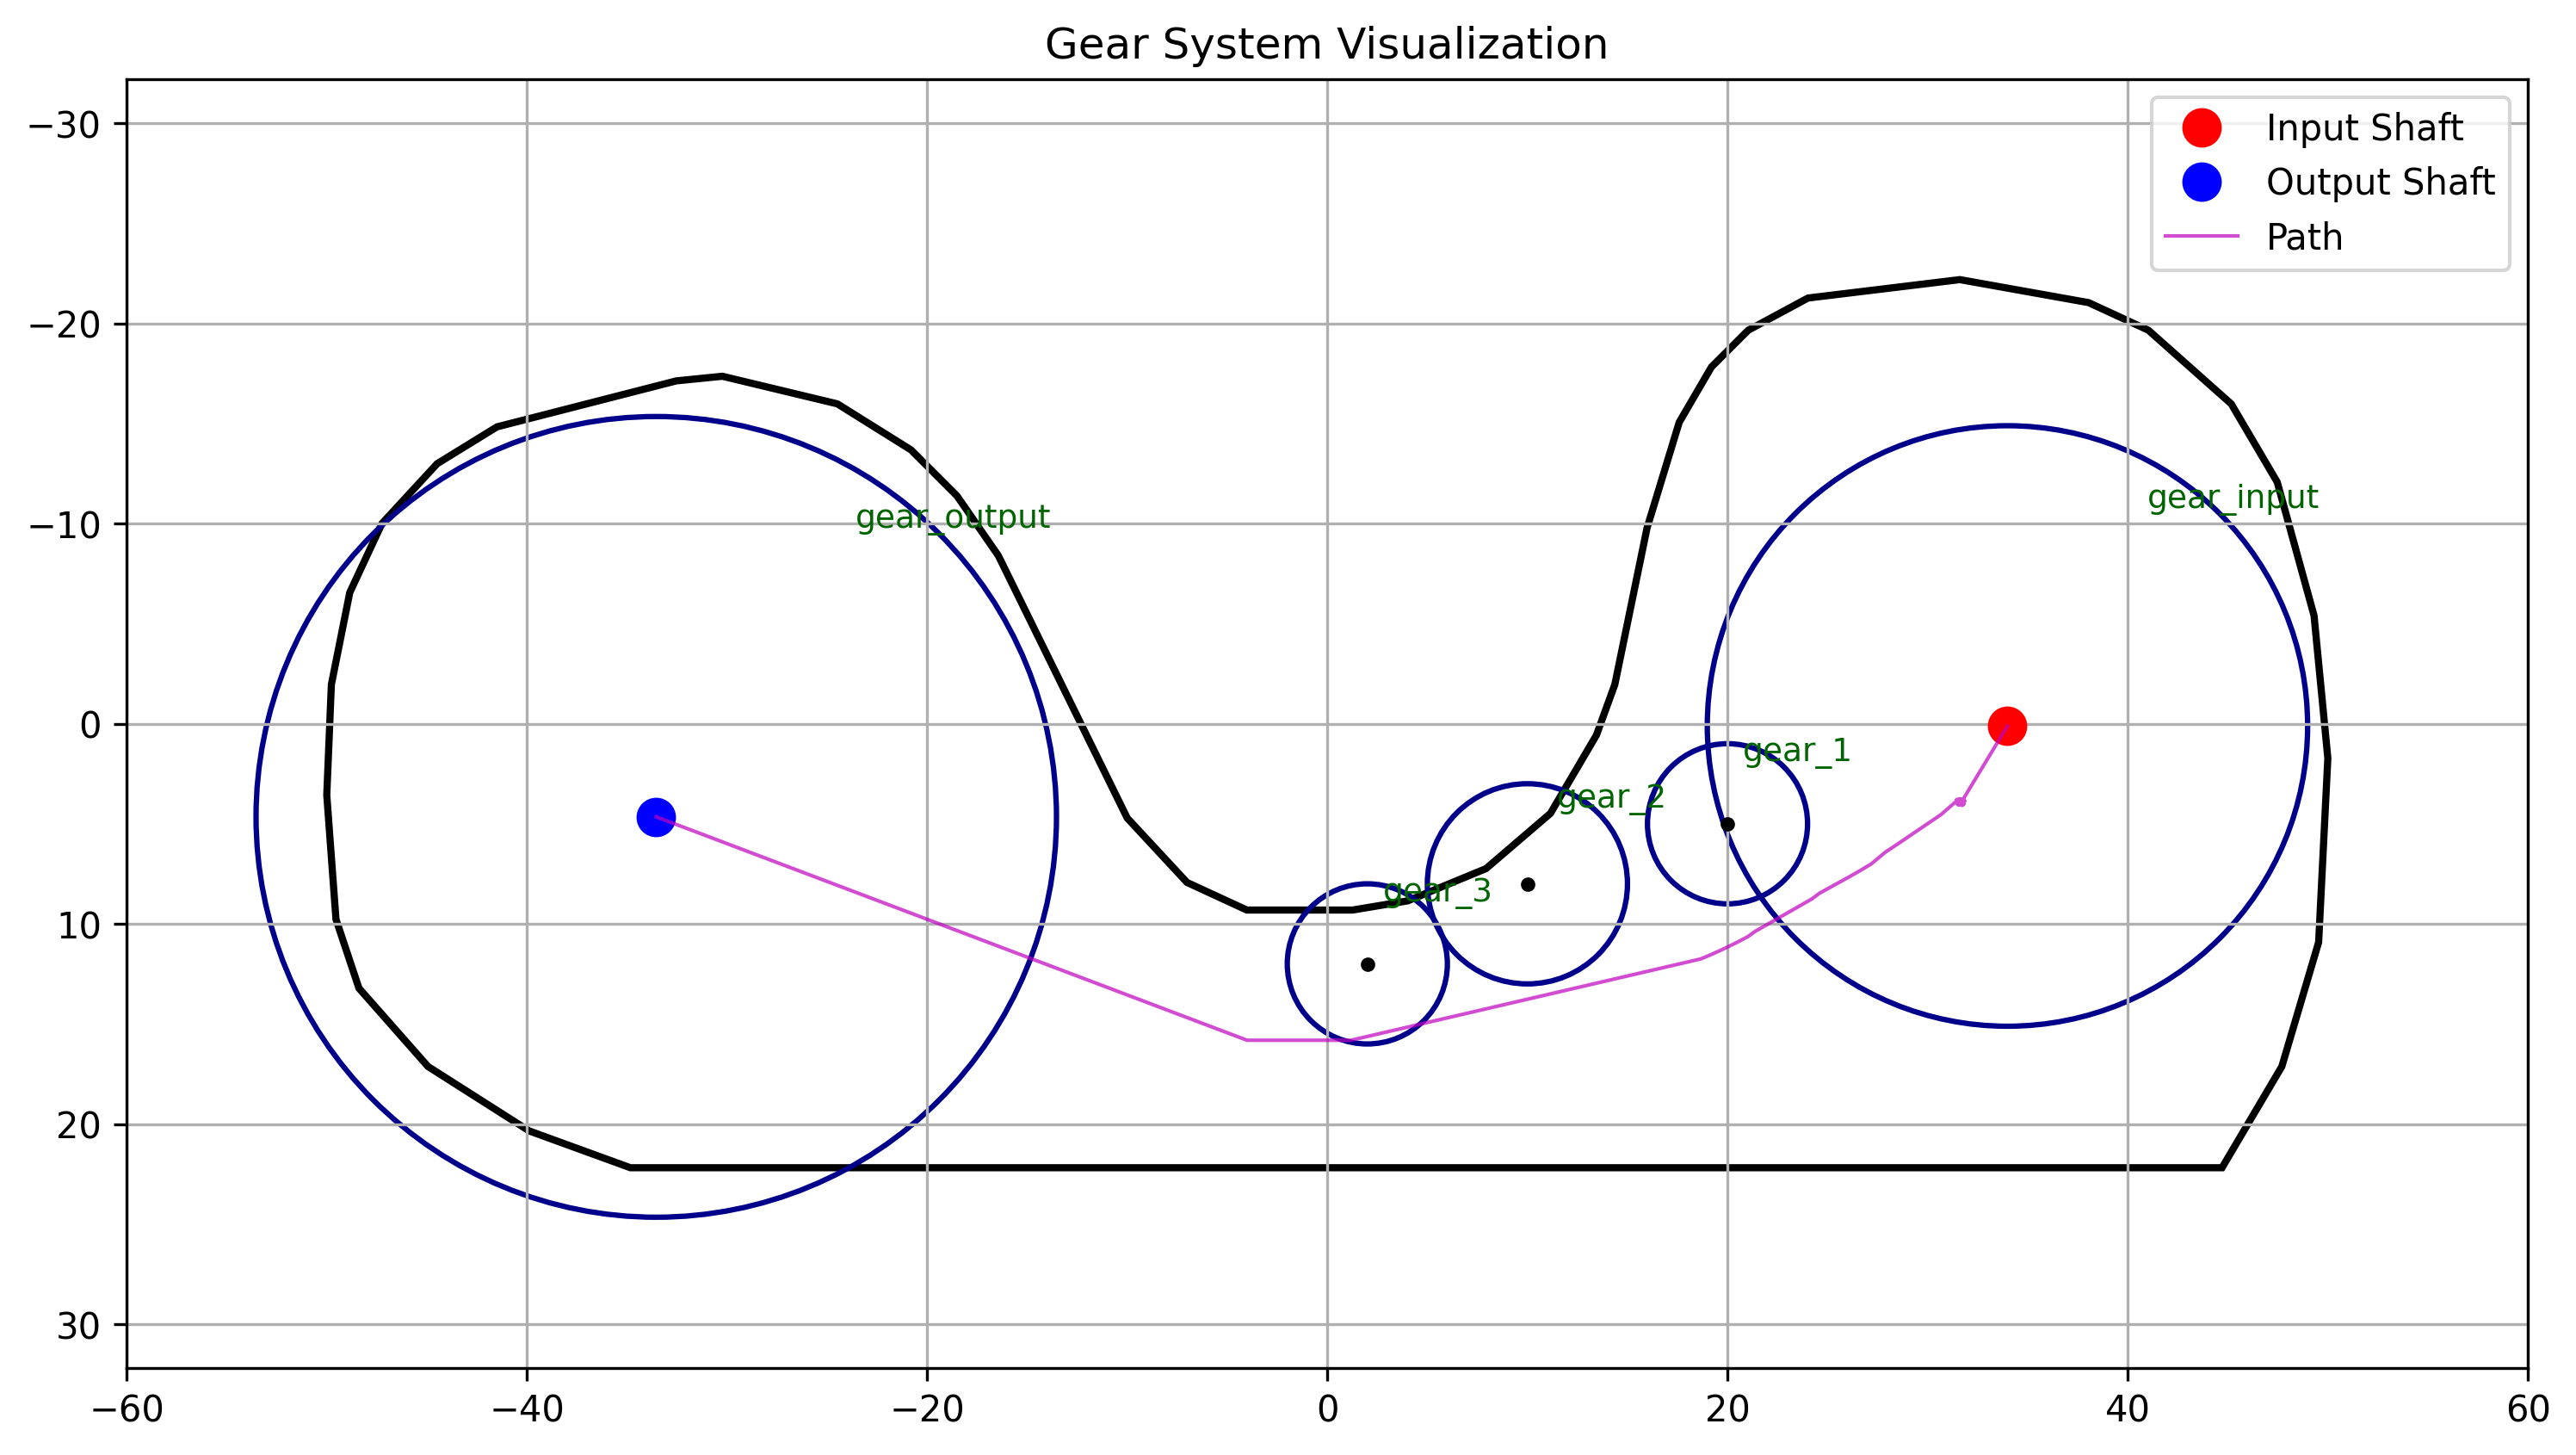 Gear System Visualization
Input Shaft
Output Shaft
Path
gear_output
gear_input
gear_1
gear_2
gear_3
−30
−20
−10
0
10
20
30
−60
−40
−20
0
20
40
60